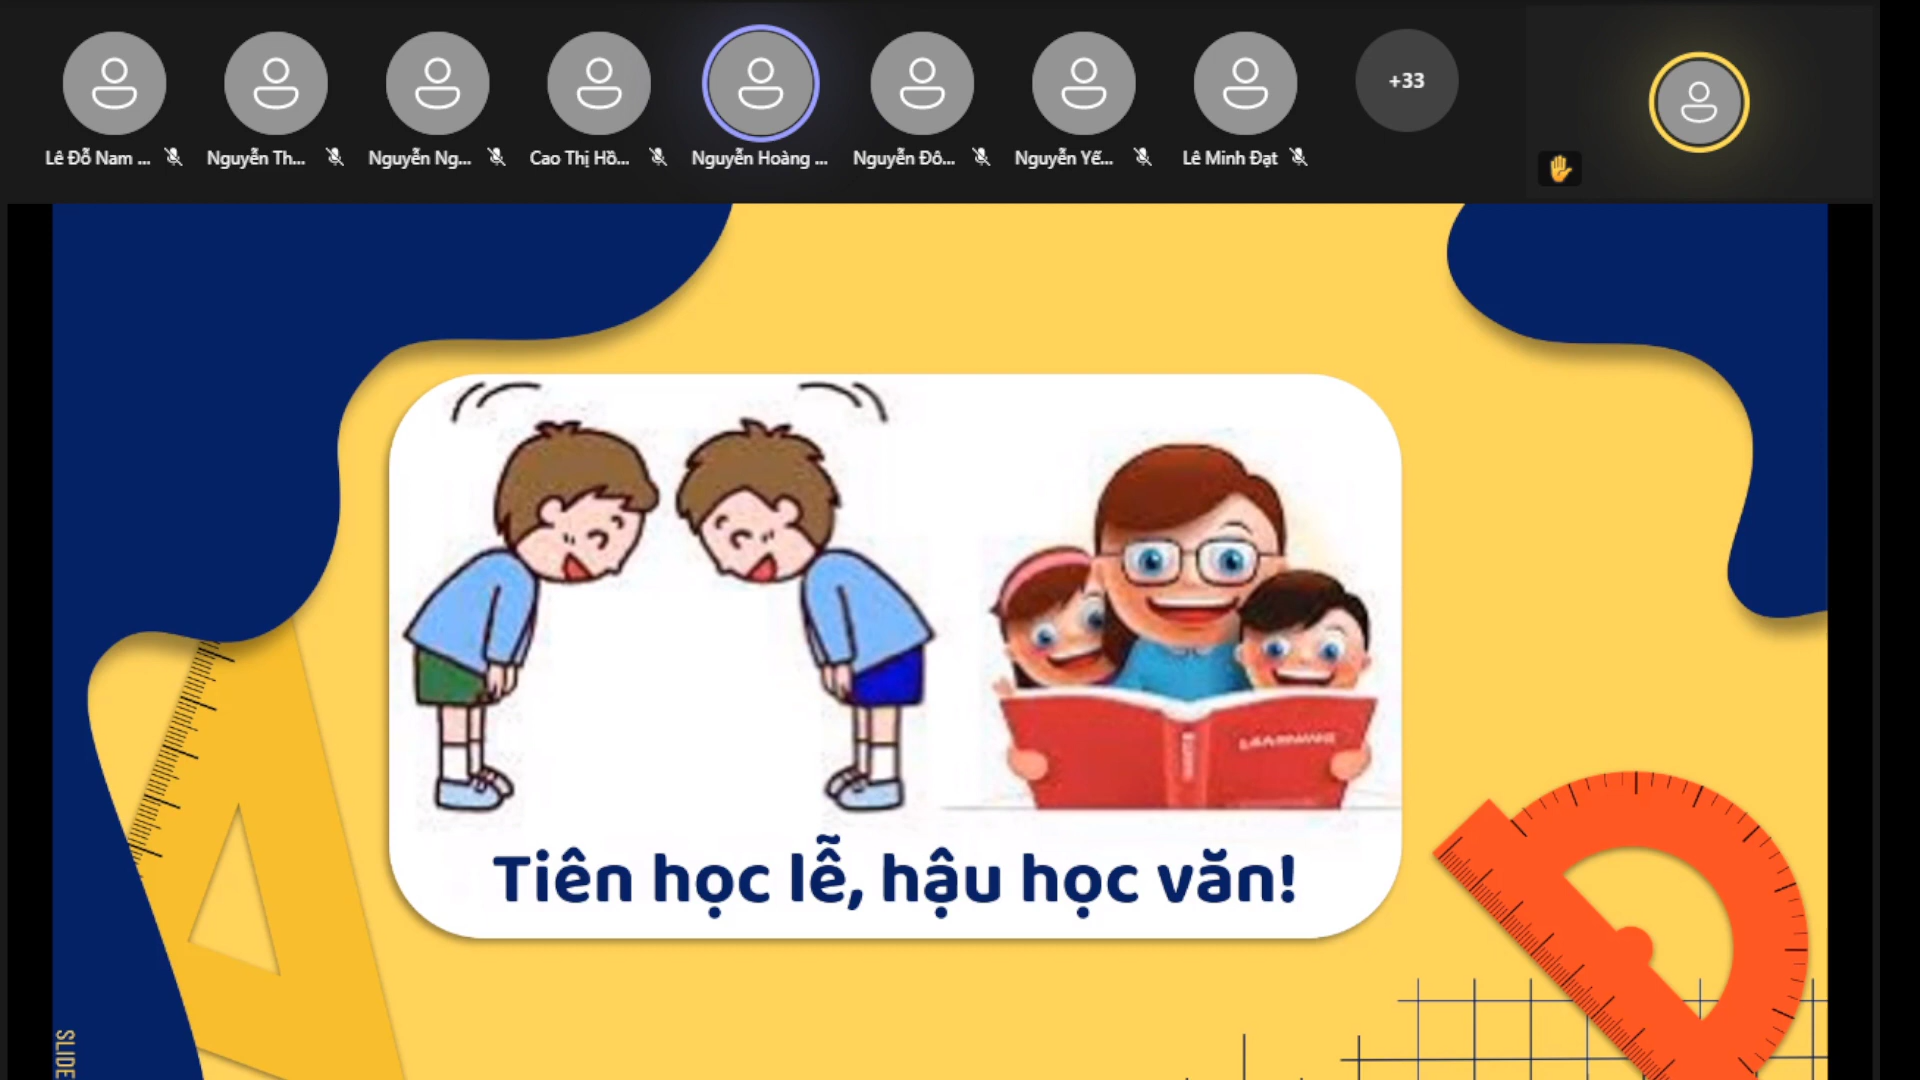 +33
Lê Đỗ Nam ...
Nguyễn Th...
Nguyễn Ng...
Cao Thị Hồ...
Nguyễn Hoàng ...
Nguyễn Đô...
Nguyễn Yế...
Lê Minh Đạt
LEARNING
Tiên học lễ, hậu học văn!
SLIDE